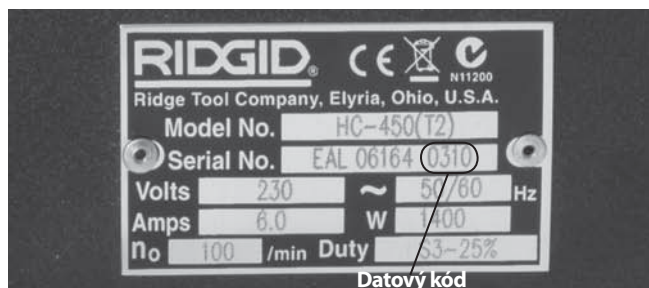 RIDGID®
N11200
Ridge Tool Company, Elyria, Ohio, U.S.A.
Model No. HC-450(T2)
Serial No. EAL 06164 0310
Volts 230 ~ 50/60 Hz
Amps 6.0 W 1400
no 100 /min Duty S3-25%
Datový kód